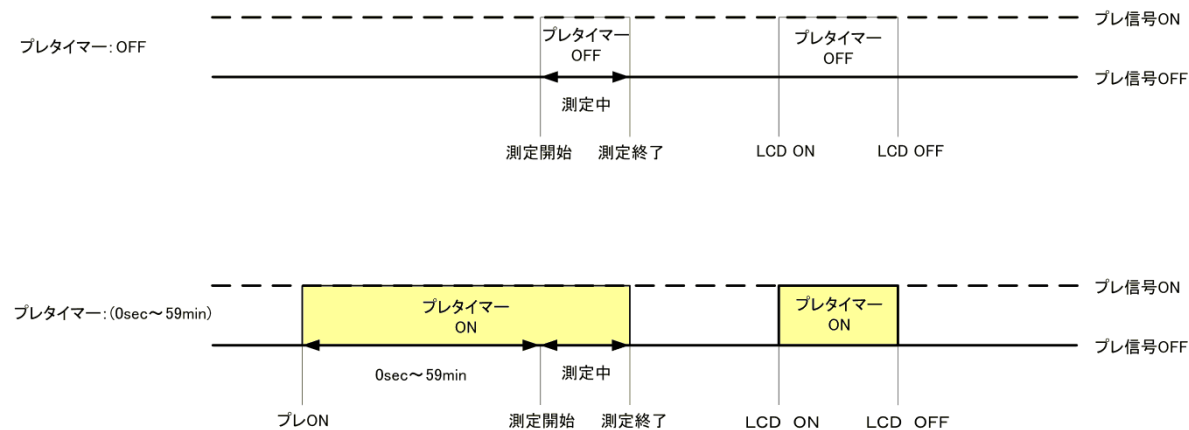 プレ信号ON
プレタイマー：OFF
プレタイマー
OFF
プレタイマー
OFF
プレ信号OFF
測定中
測定開始
測定終了
LCD ON
LCD OFF
プレ信号ON
プレタイマー：（0sec～59min）
プレタイマー
ON
プレタイマー
ON
プレ信号OFF
0sec～59min
測定中
プレON
測定開始
測定終了
ＬＣＤ　ＯＮ
ＬＣＤ　ＯＦＦ